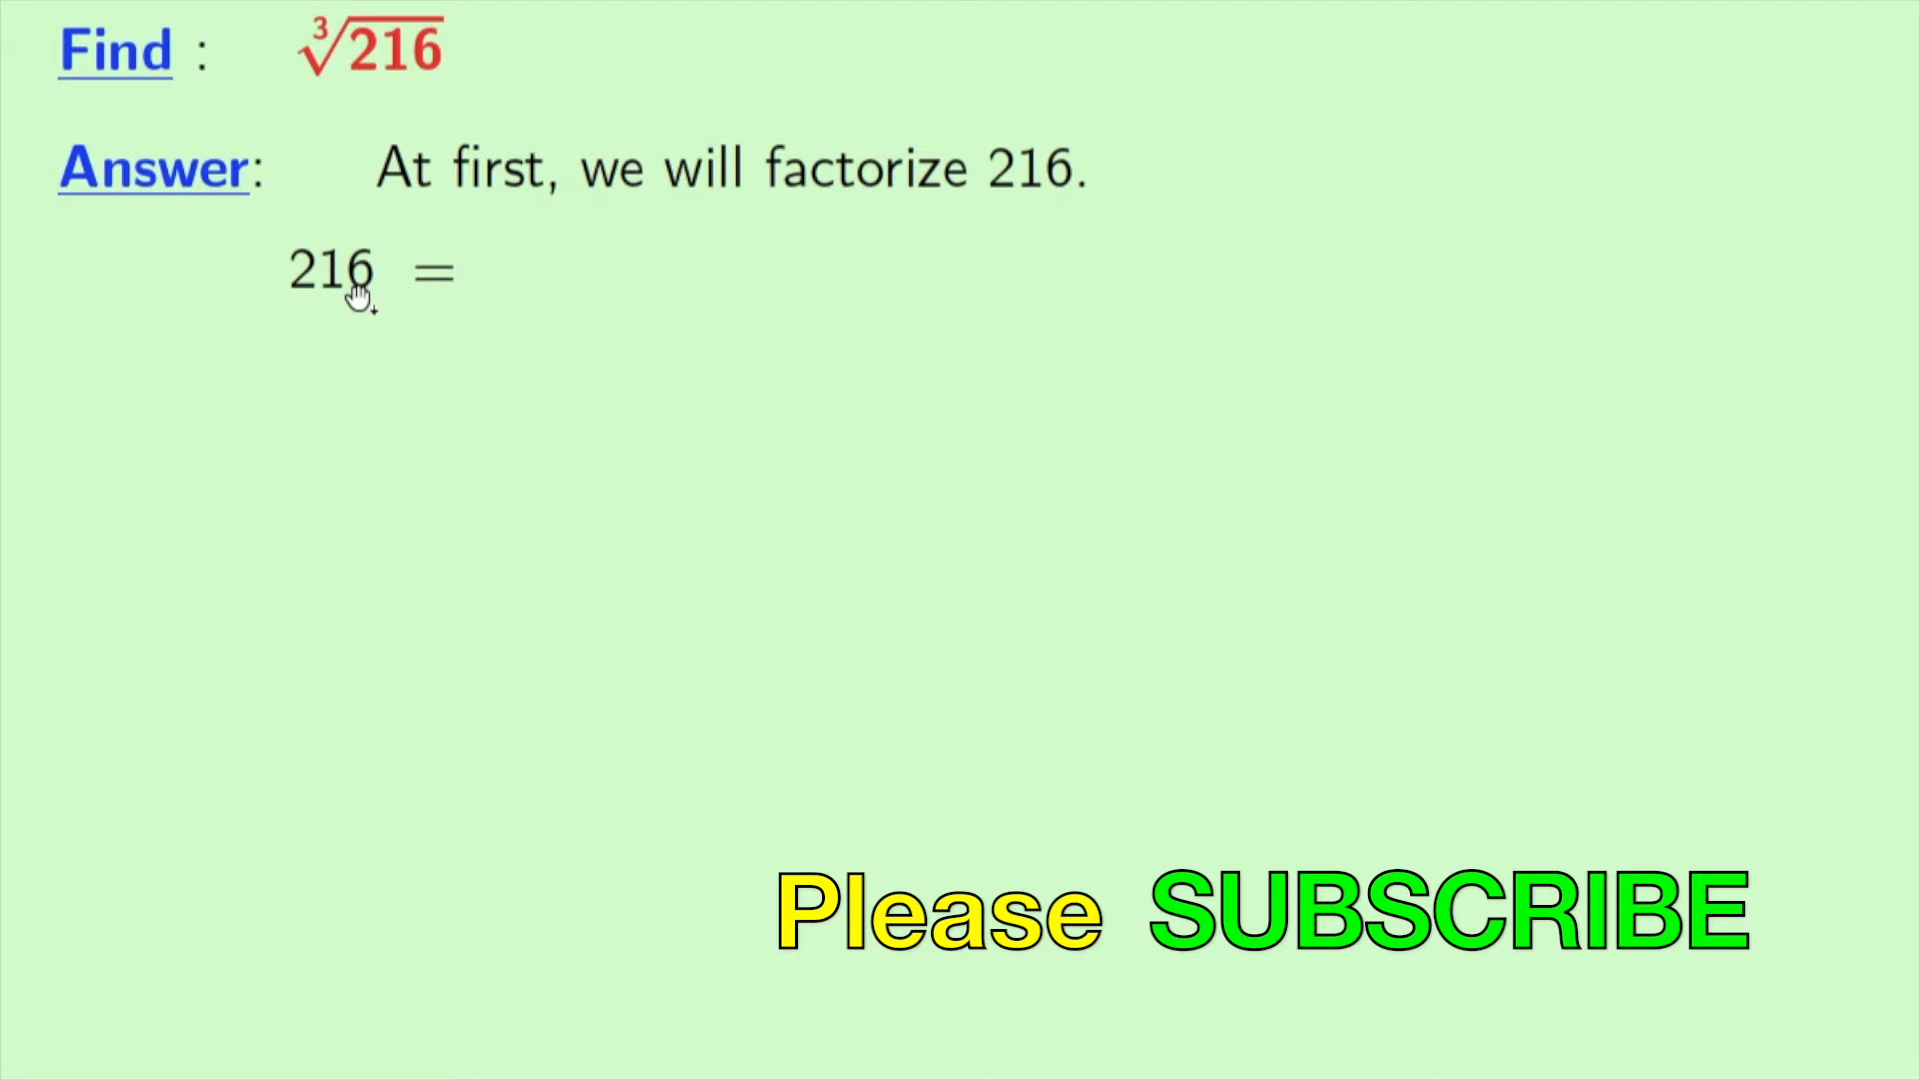 Find : ∛216
Answer: At first, we will factorize 216.
216 =
Please SUBSCRIBE